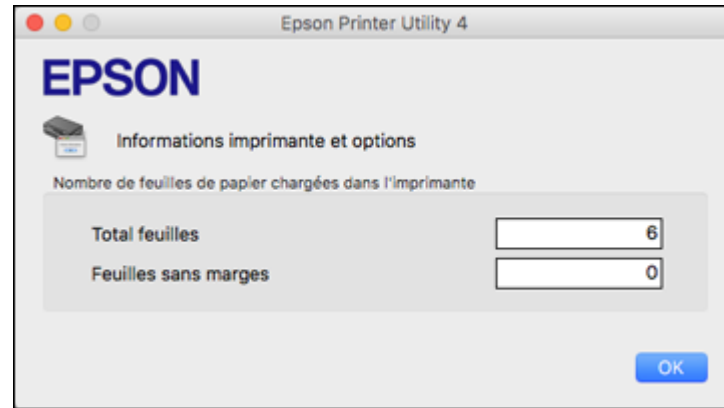 Epson Printer Utility 4
EPSON
Informations imprimante et options
Nombre de feuilles de papier chargées dans l'imprimante
Total feuilles 6
Feuilles sans marges 0
OK